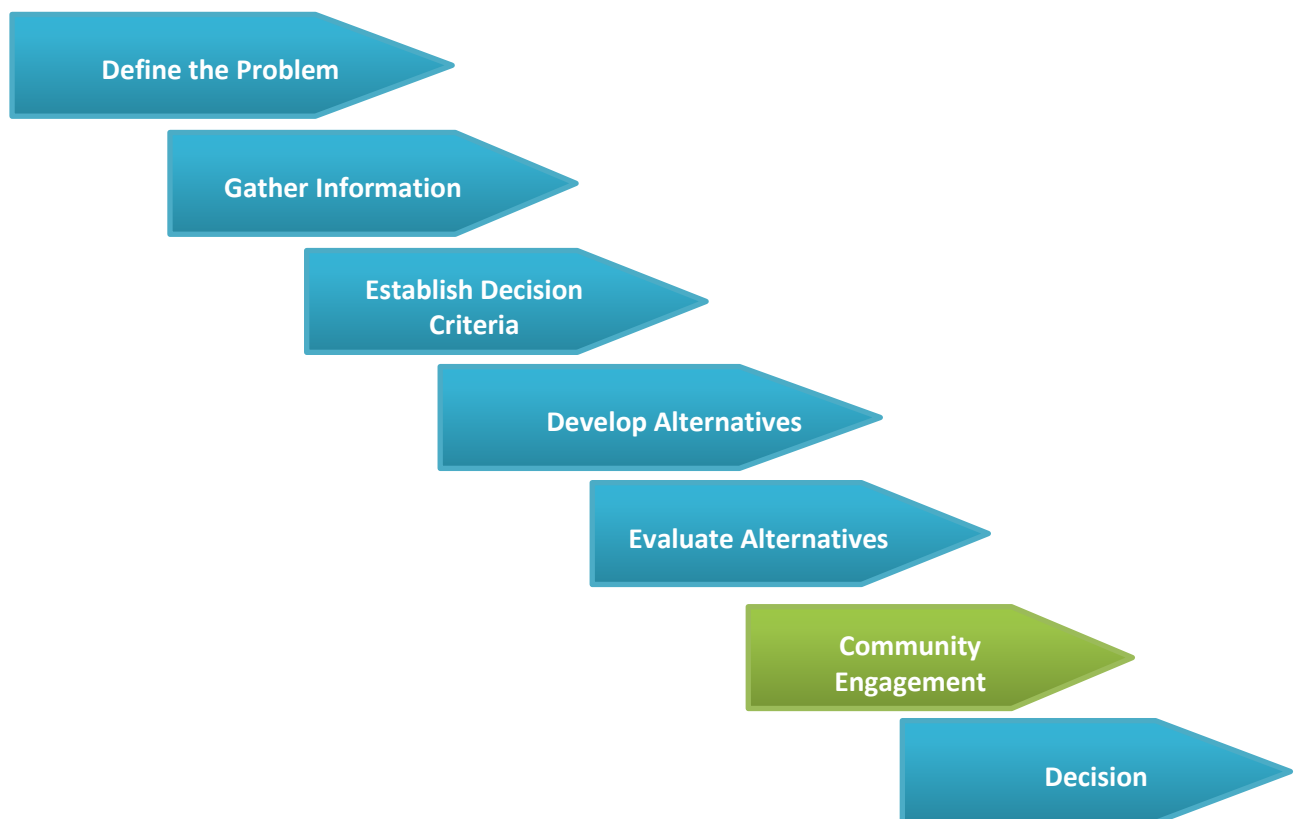 Define the Problem
Gather Information
Establish Decision
Criteria
Develop Alternatives
Evaluate Alternatives
Community
Engagement
Decision